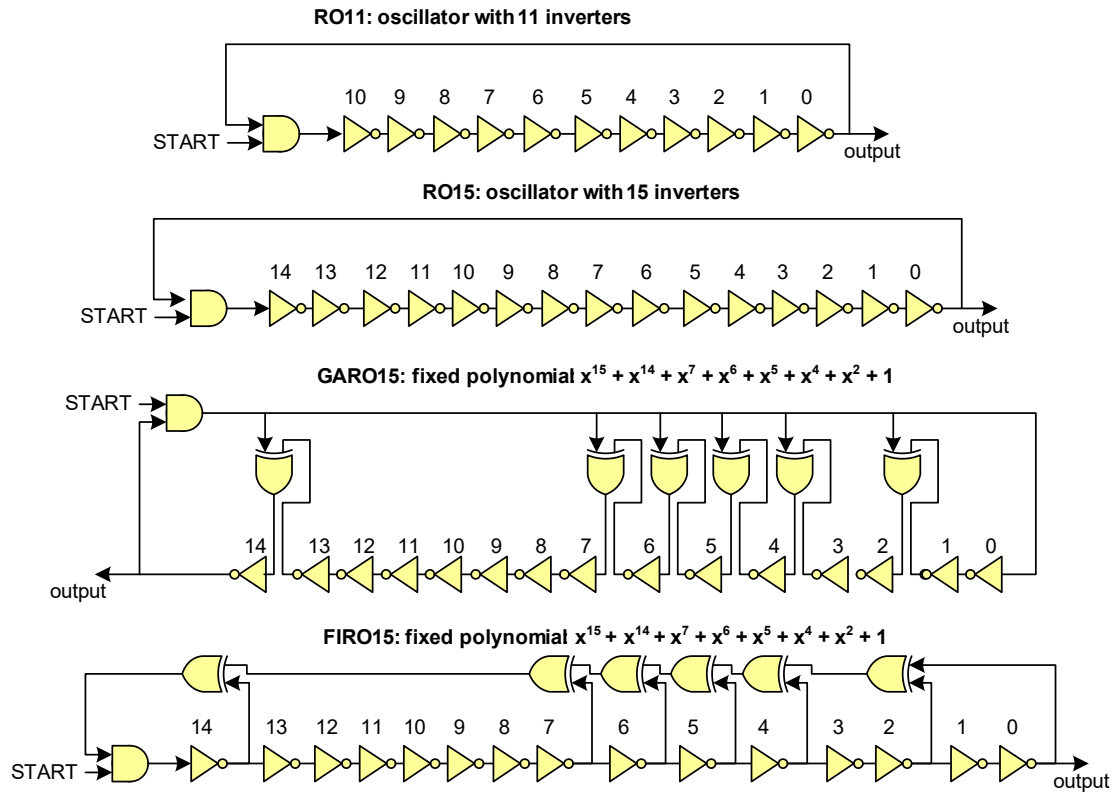 RO11: oscillator with 11 inverters
10 9 8 7 6 5 4 3 2 1 0
START
output
RO15: oscillator with 15 inverters
14 13 12 11 10 9 8 7 6 5 4 3 2 1 0
START
output
GARO15: fixed polynomial: x¹⁵ + x¹⁴ + x⁷ + x⁶ + x⁵ + x⁴ + x² + 1
START
14 13 12 11 10 9 8 7 6 5 4 3 2 1 0
output
FIRO15: fixed polynomial: x¹⁵ + x¹⁴ + x⁷ + x⁶ + x⁵ + x⁴ + x² + 1
14 13 12 11 10 9 8 7 6 5 4 3 2 1 0
START
output